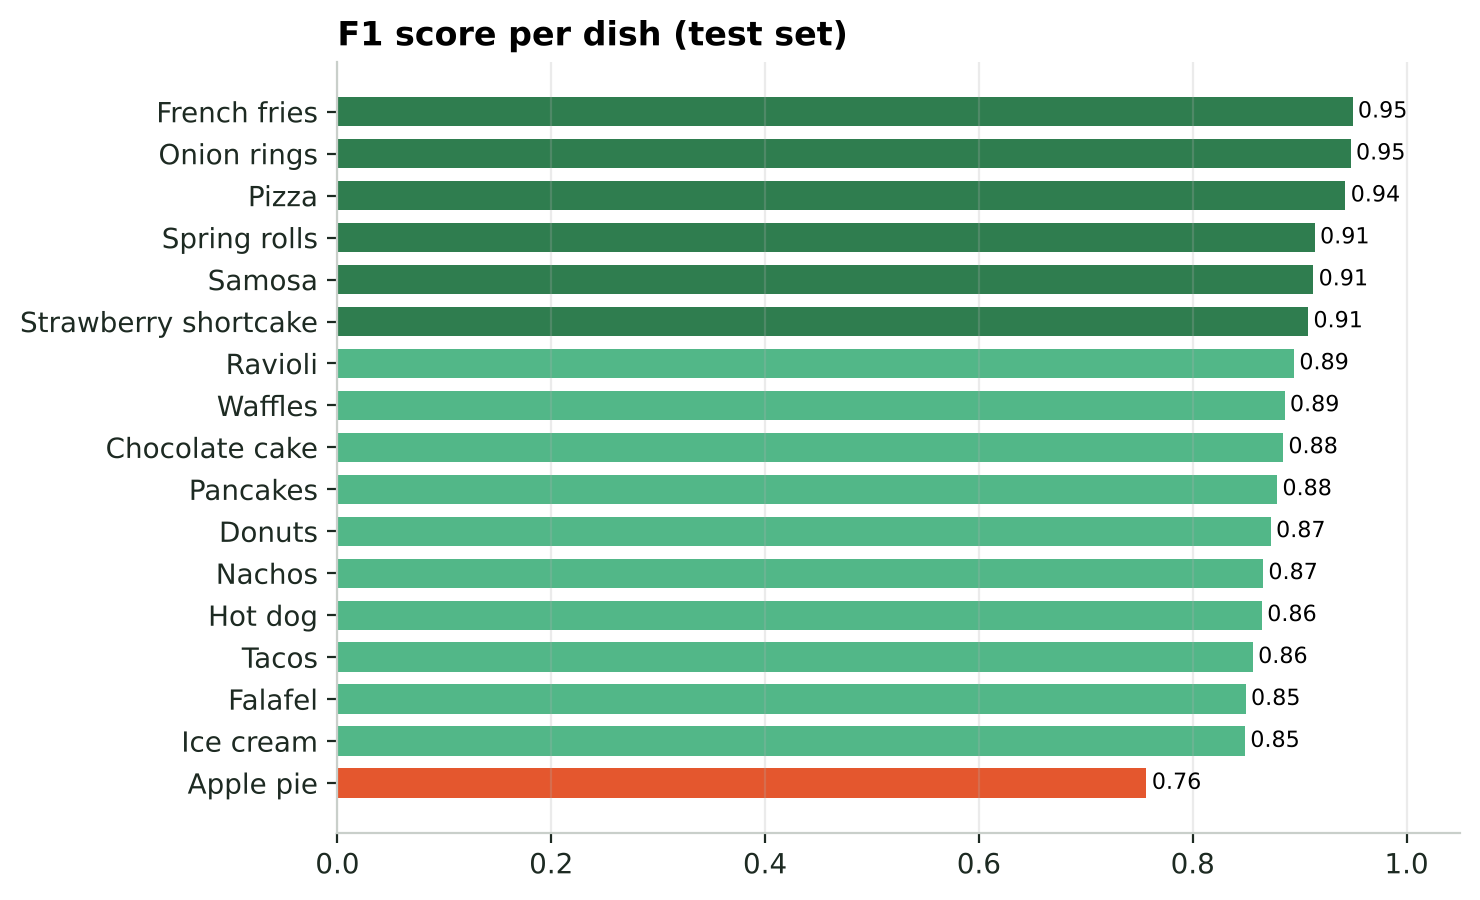 F1 score per dish (test set)
French fries 0.95
Onion rings 0.95
Pizza 0.94
Spring rolls 0.91
Samosa 0.91
Strawberry shortcake 0.91
Ravioli 0.89
Waffles 0.89
Chocolate cake 0.88
Pancakes 0.88
Donuts 0.87
Nachos 0.87
Hot dog 0.86
Tacos 0.86
Falafel 0.85
Ice cream 0.85
Apple pie 0.76
0.0 0.2 0.4 0.6 0.8 1.0